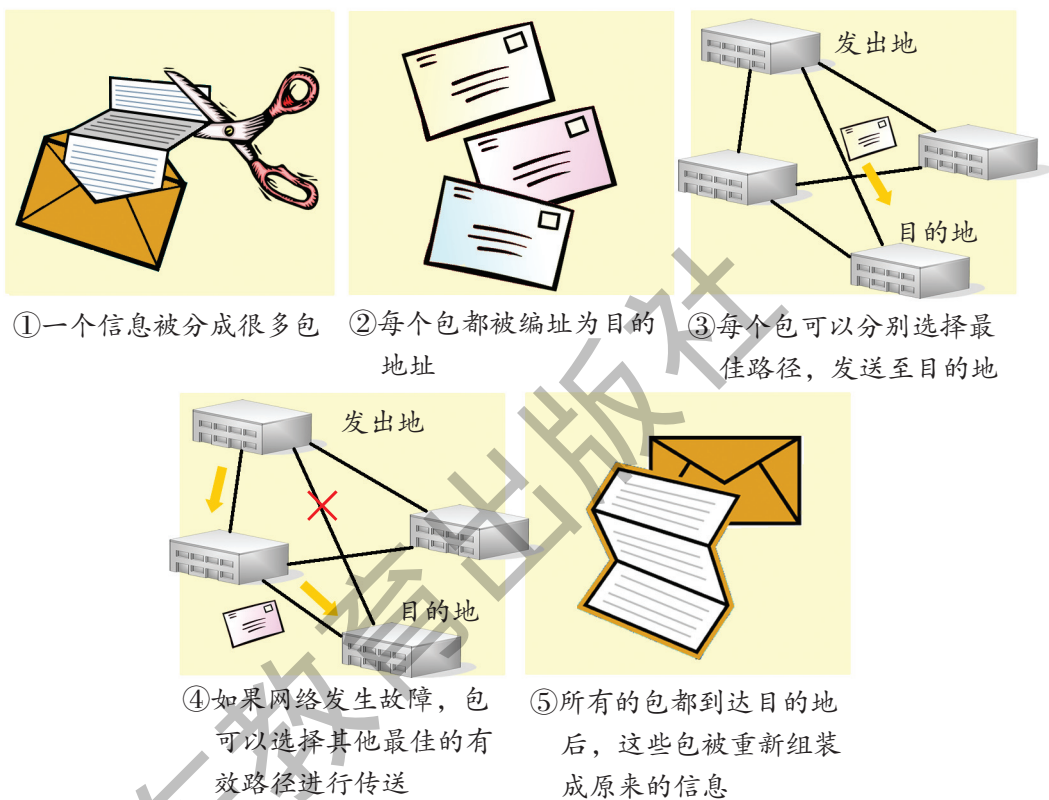 发出地
目的地
①一个信息被分成很多包
②每个包都被编址为目的
地址
③每个包可以分别选择最
佳路径，发送至目的地
发出地
目的地
④如果网络发生故障，包
可以选择其他最佳的有
效路径进行传送
⑤所有的包都到达目的地
后，这些包被重新组装
成原来的信息
教育出版社